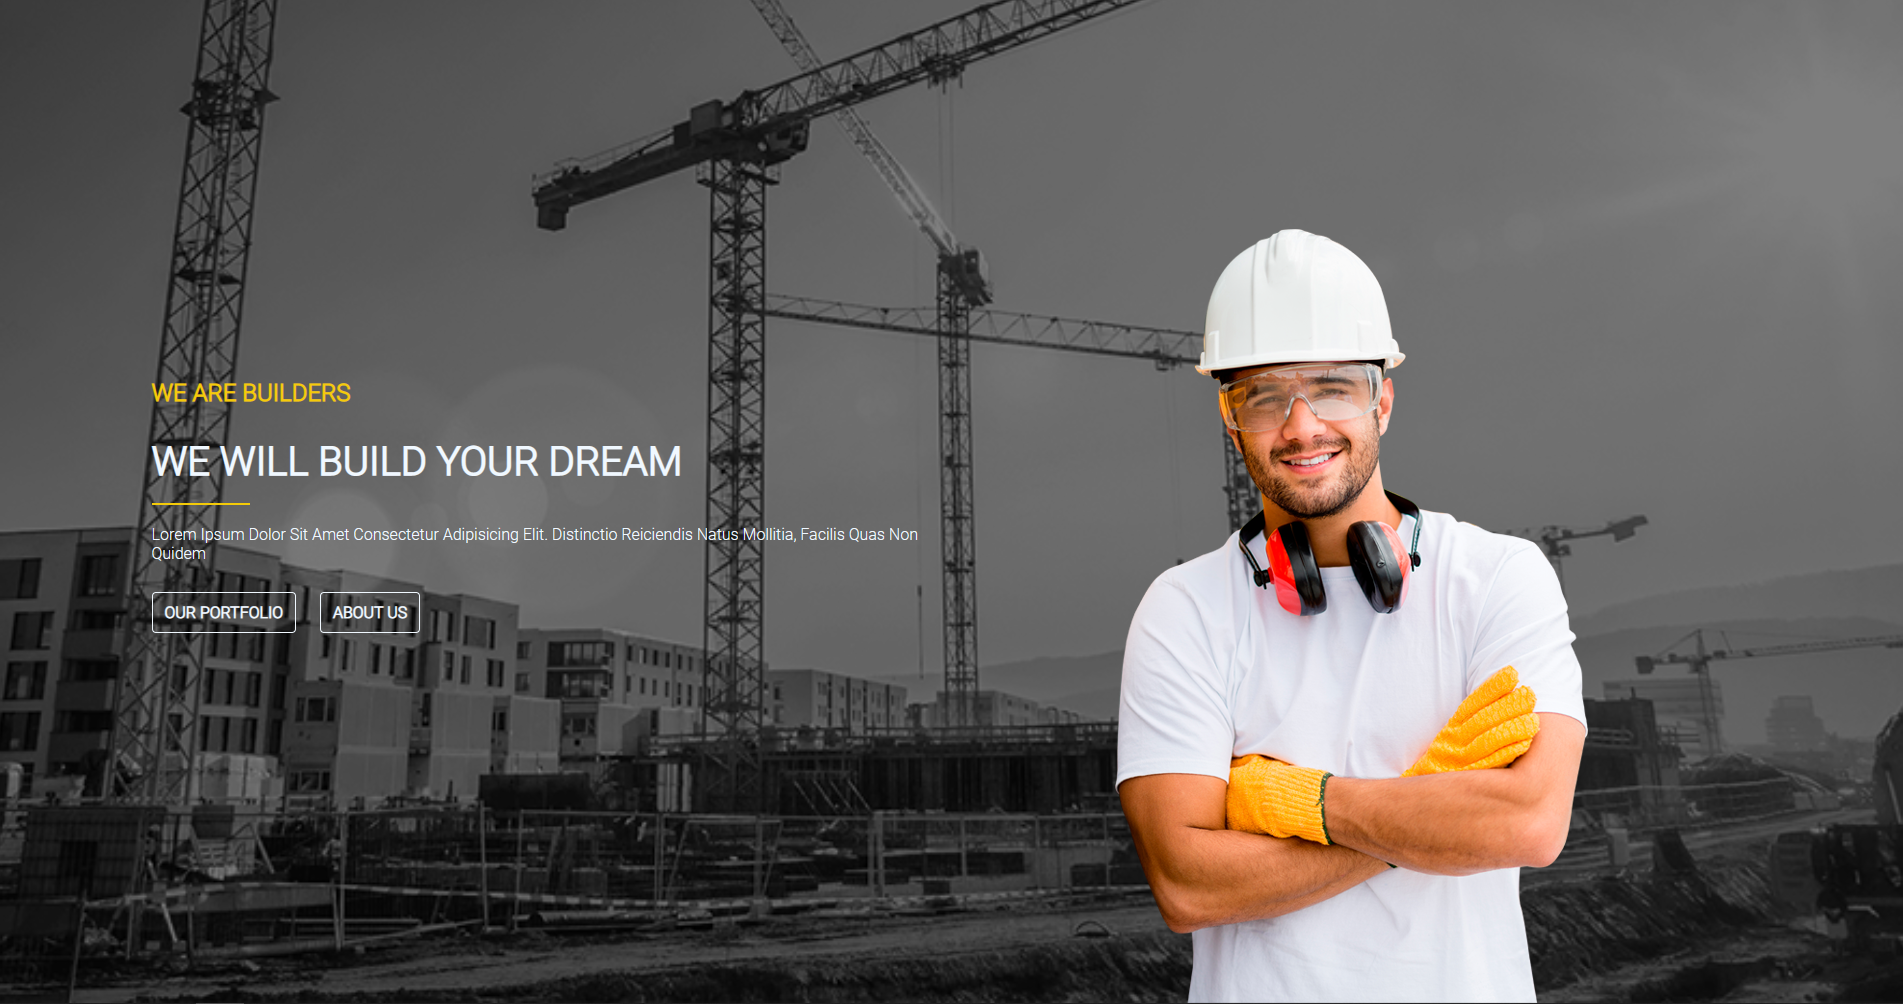 WE ARE BUILDERS
WE WILL BUILD YOUR DREAM
Lorem Ipsum Dolor Sit Amet Consectetur Adipisicing Elit. Distinctio Reiciendis Natus Mollitia, Facilis Quas Non
Quidem
OUR PORTFOLIO ABOUT US